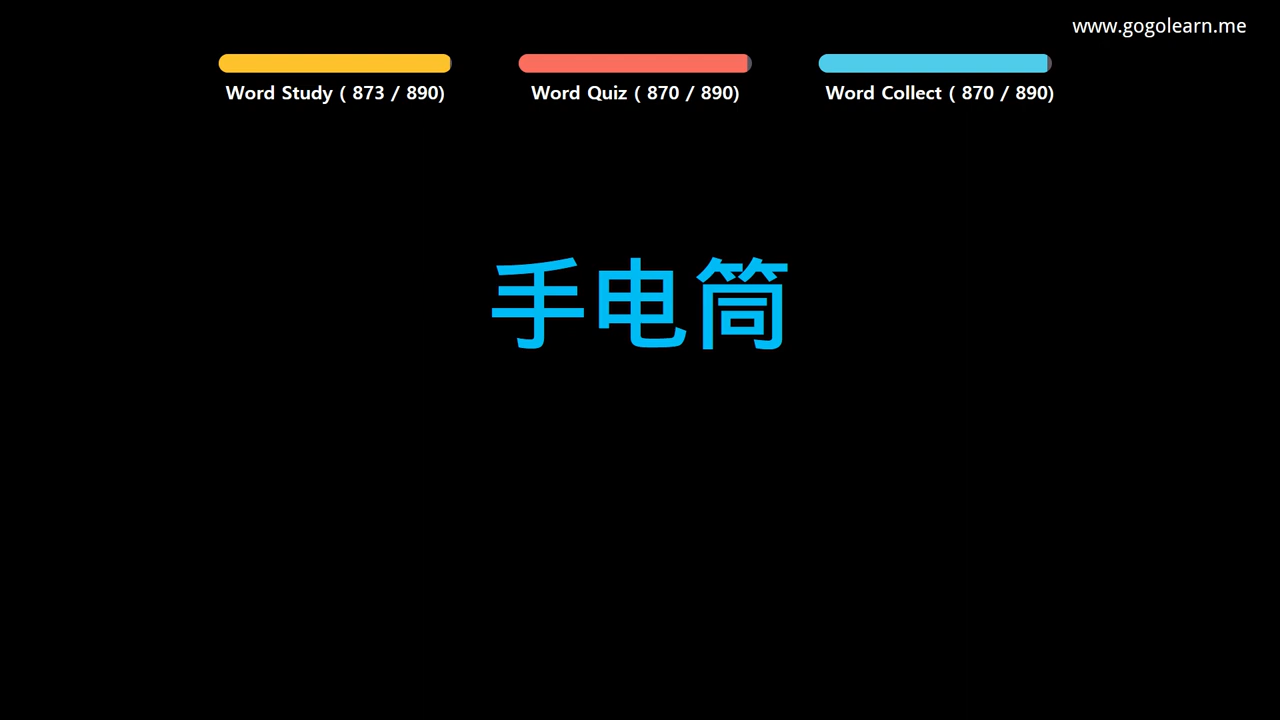 www.gogolearn.me
Word Study ( 873 / 890)
Word Quiz ( 870 / 890)
Word Collect ( 870 / 890)
手电筒